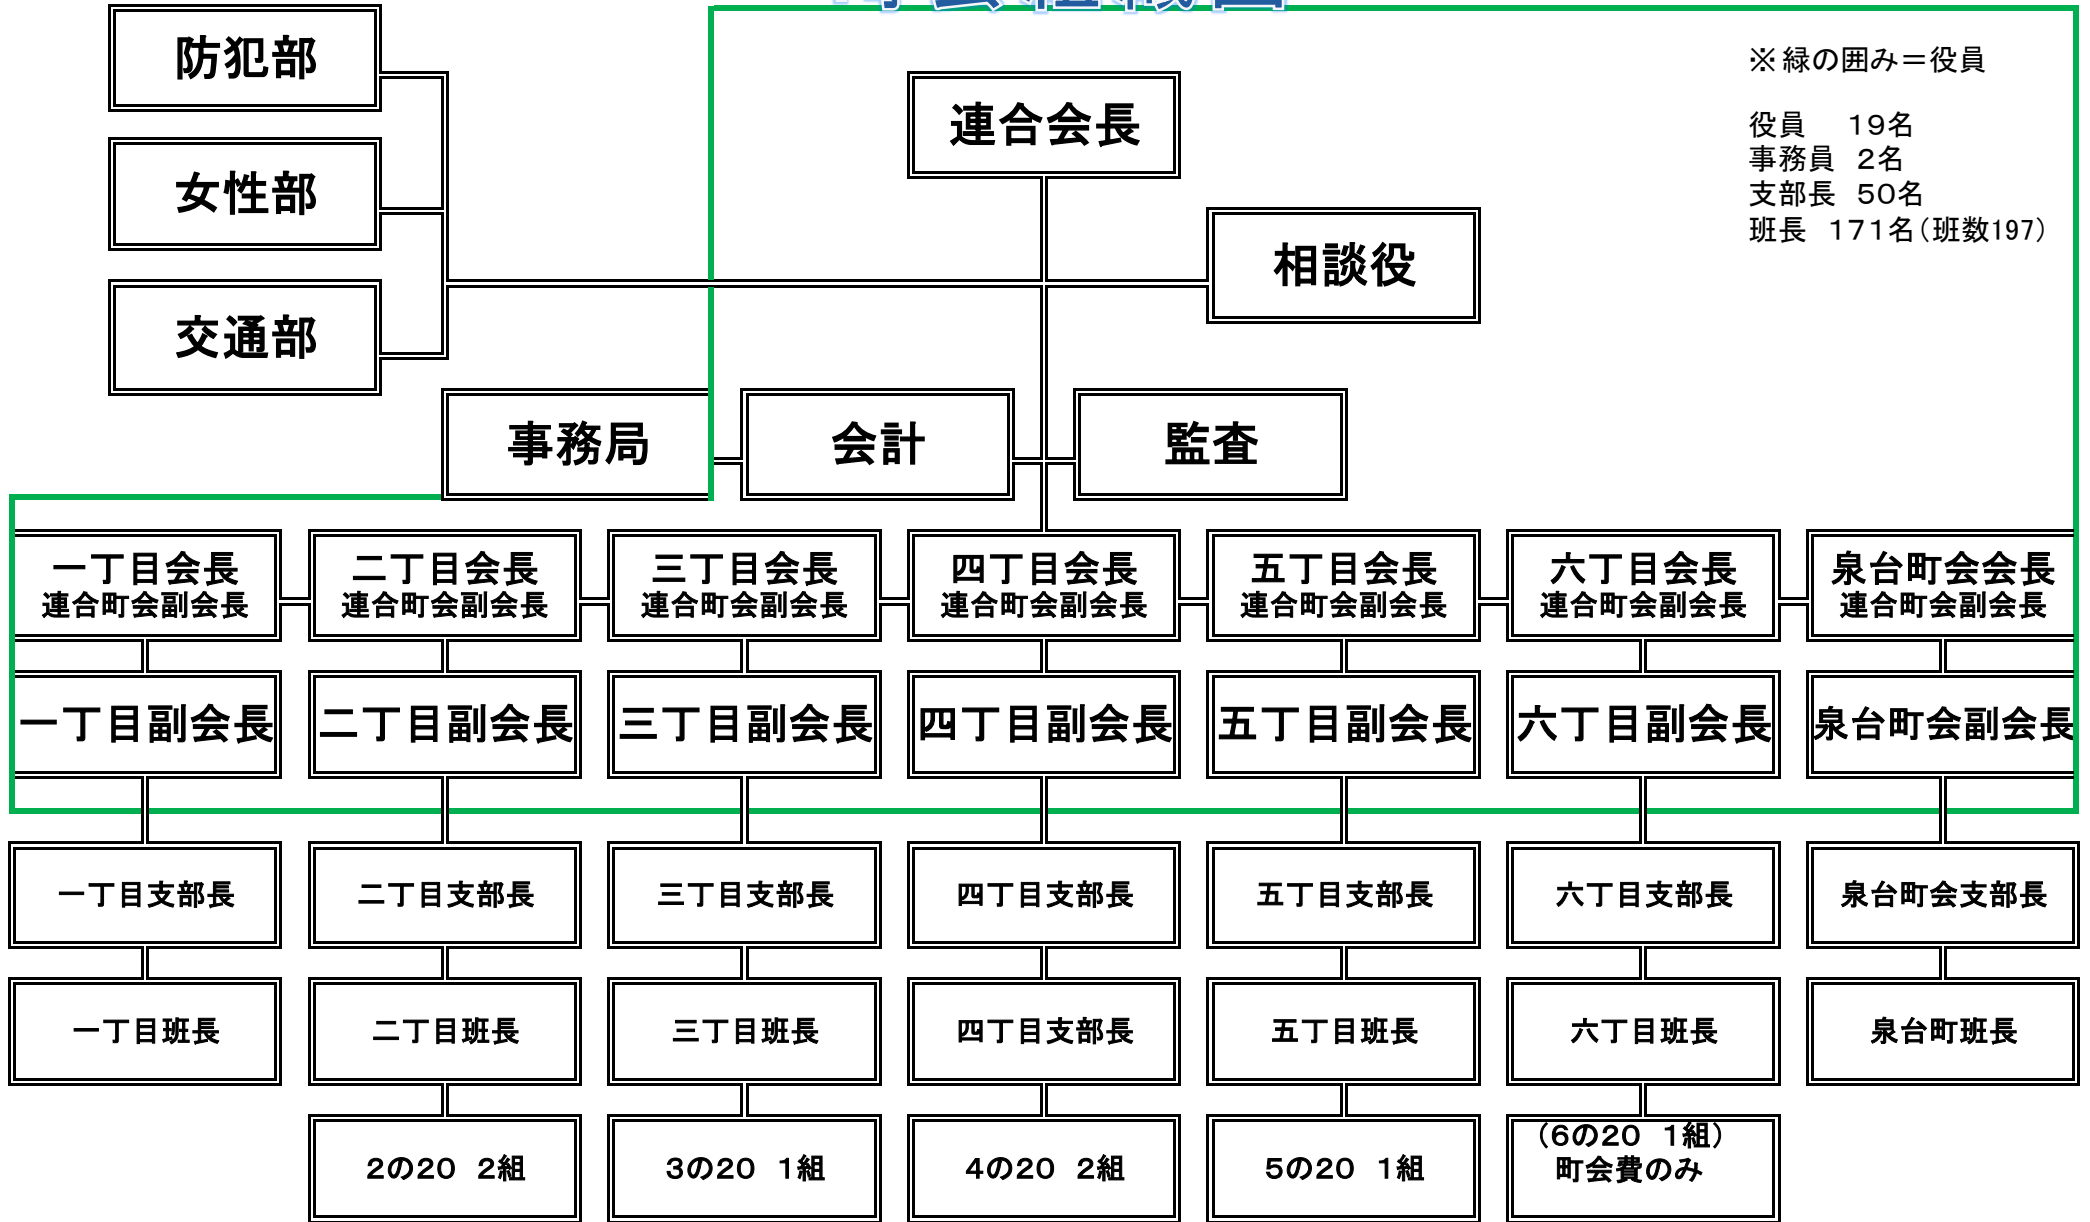 防犯部
※緑の囲み＝役員
連合会長
役員　19名
事務員　2名
女性部
支部長　50名
班長　171名（班数197）
相談役
交通部
事務局
会計
監査
一丁目会長
連合町会副会長
二丁目会長
連合町会副会長
三丁目会長
連合町会副会長
四丁目会長
連合町会副会長
五丁目会長
連合町会副会長
六丁目会長
連合町会副会長
泉台町会会長
連合町会副会長
一丁目副会長
二丁目副会長
三丁目副会長
四丁目副会長
五丁目副会長
六丁目副会長
泉台町会副会長
一丁目支部長
二丁目支部長
三丁目支部長
四丁目支部長
五丁目支部長
六丁目支部長
泉台町会支部長
一丁目班長
二丁目班長
三丁目班長
四丁目支部長
五丁目班長
六丁目班長
泉台町班長
2の20　2組
3の20　1組
4の20　2組
5の20　1組
（6の20　1組）
町会費のみ